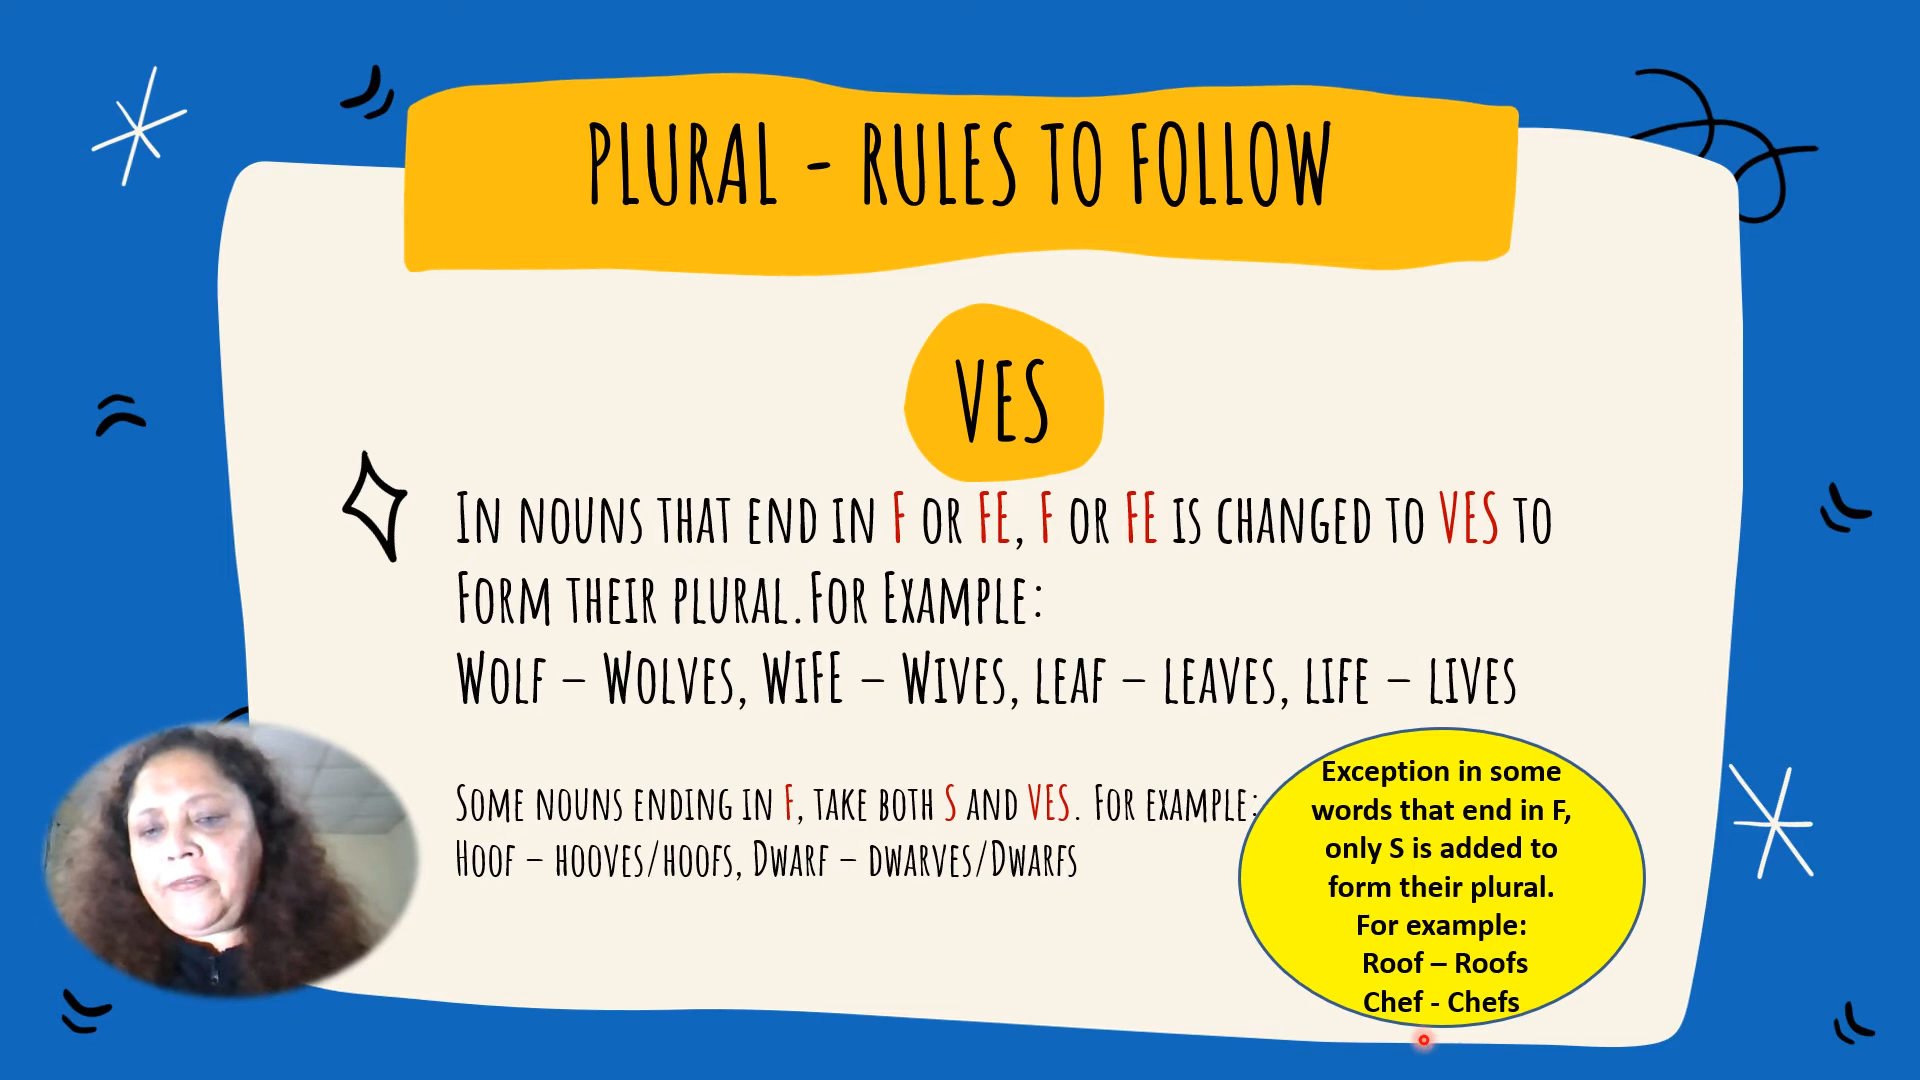 PLURAL - RULES TO FOLLOW
VES
IN NOUNS THAT END IN F OR FE, F OR FE IS CHANGED TO VES TO
FORM THEIR PLURAL.FOR EXAMPLE:
WOLF – WOLVES, WIFE – WIVES, LEAF – LEAVES, LIFE – LIVES
SOME NOUNS ENDING IN F, TAKE BOTH S AND VES. FOR EXAMPLE:
HOOF – HOOVES/HOOFS, DWARF – DWARVES/DWARFS
Exception in some
words that end in F,
only S is added to
form their plural.
For example:
Roof – Roofs
Chef - Chefs